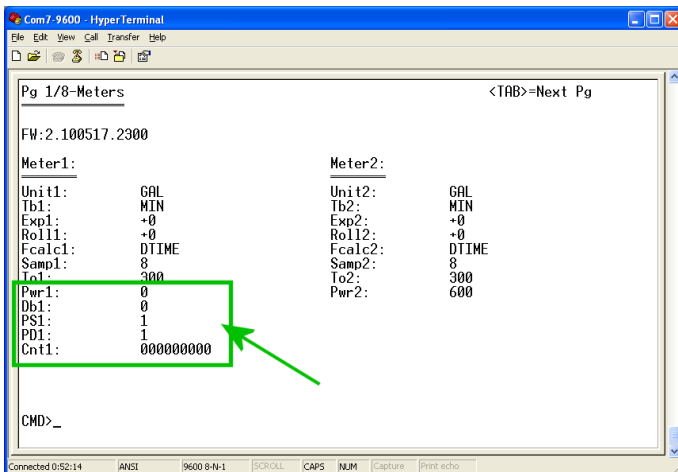 Com7-9600 - HyperTerminal
File Edit View Call Transfer Help
Pg 1/8-Meters <TAB>=Next Pg
FW:2.100517.2300
Meter1: Meter2:
Unit1: GAL Unit2: GAL
Tb1: MIN Tb2: MIN
Exp1: +0 Exp2: +0
Roll1: +0 Roll2: +0
Fcalc1: DTIME Fcalc2: DTIME
Samp1: 8 Samp2: 8
To1: 300 To2: 300
Pwr1: 0 Pwr2: 600
Db1: 0
PS1: 1
PD1: 1
Cnt1: 000000000
CMD>_
Connected 0:52:14 ANSI 9600 8-N-1 SCROLL CAPS NUM Capture Print echo